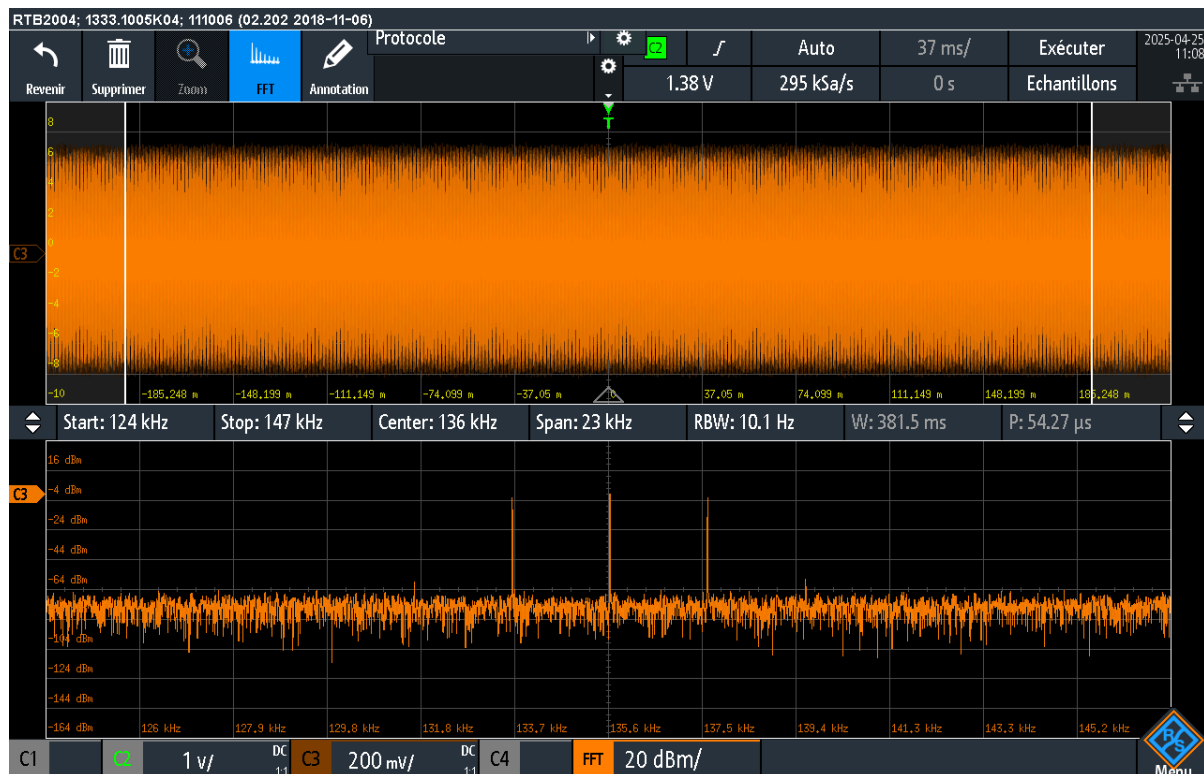 RTB2004; 1333.1005K04; 111006 (02.202 2018-11-06)
Revenir Supprimer Zoom FFT Annotation
Protocole
C2 Auto 37 ms/ Exécuter
1.38 V 295 kSa/s 0 s Echantillons
2025-04-25
11:08
T
8
6
4
2
0
C3
-2
-4
-6
-8
-10 -185,248 m -148,199 m -111,149 m -74,099 m -37,05 m 0 37,05 m 74,099 m 111,149 m 148,199 m 185,248 m
Start: 124 kHz Stop: 147 kHz Center: 136 kHz Span: 23 kHz RBW: 10.1 Hz W: 381.5 ms P: 54.27 µs
16 dBm
C3 -4 dBm
-24 dBm
-44 dBm
-64 dBm
-104 dBm
-124 dBm
-144 dBm
-164 dBm 126 kHz 127,9 kHz 129,8 kHz 131,8 kHz 133,7 kHz 135,6 kHz 137,5 kHz 139,4 kHz 141,3 kHz 143,3 kHz 145,2 kHz
C1 C2 1 V/ DC 1:1 C3 200 mV/ DC 1:1 C4 FFT 20 dBm/
R&S
Menu